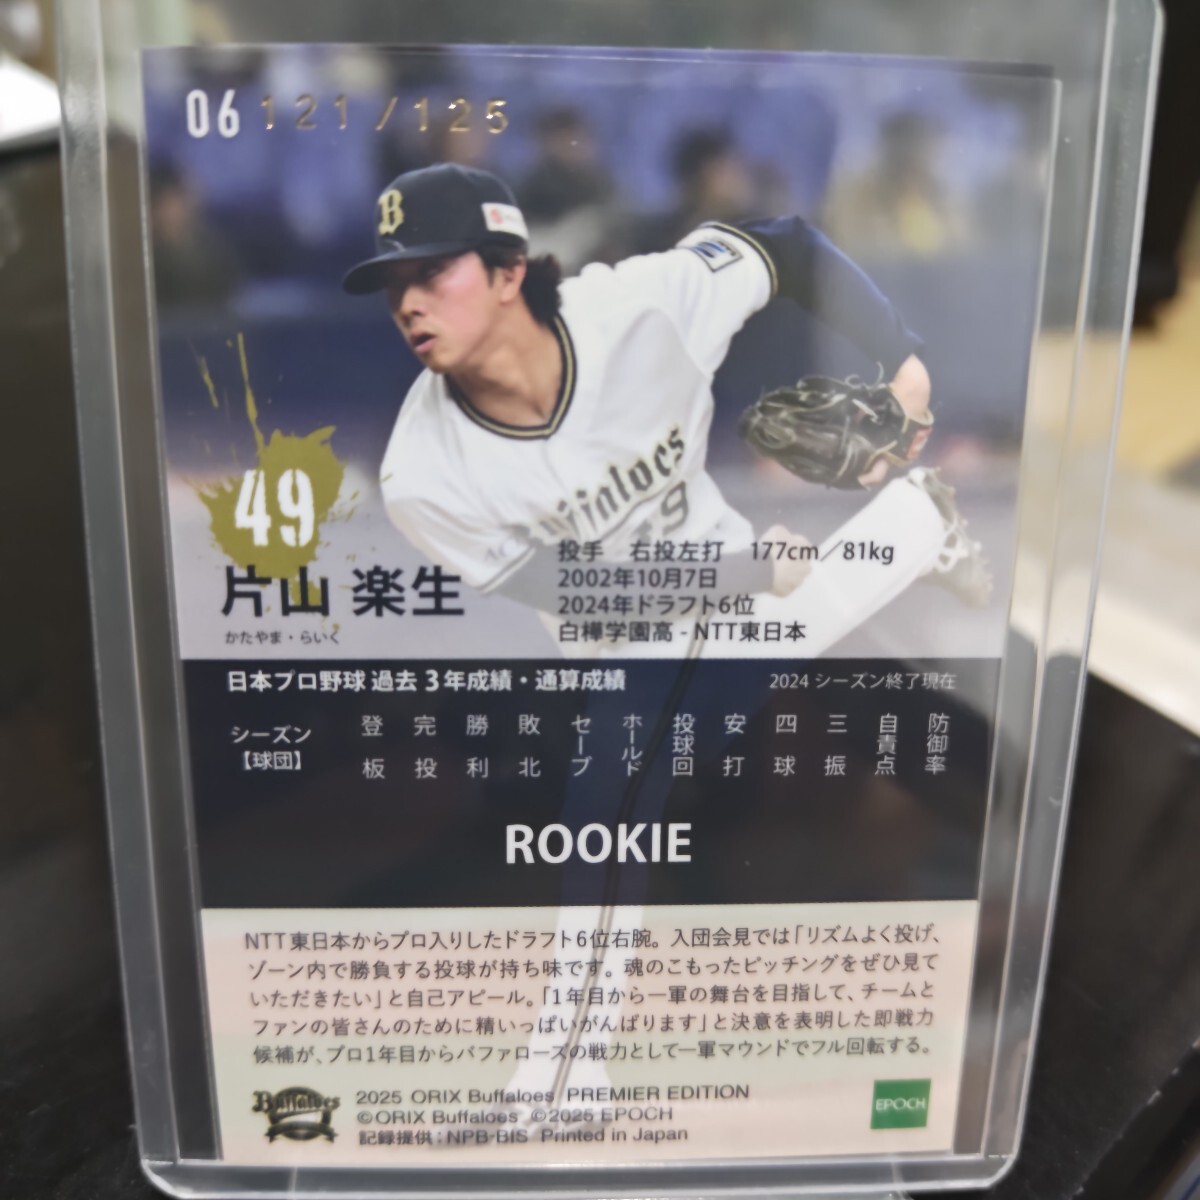 06 121/125
B
Buffaloes
49
49
片山 楽生
かたやま・らいく
投手 右投左打 177cm/81kg
2002年10月7日
2024年ドラフト6位
白樺学園高 - NTT東日本
日本プロ野球 過去 3年成績・通算成績 2024 シーズン終了現在
シーズン【球団】 登板 完投 勝利 敗北 セーブ ホールド 投球回 安打 四球 三振 自責点 防御率
ROOKIE
NTT東日本からプロ入りしたドラフト6位右腕。入団会見では「リズムよく投げ、
ゾーン内で勝負する投球が持ち味です。魂のこもったピッチングをぜひ見て
いただきたい」と自己アピール。「1年目から一軍の舞台を目指して、チームと
ファンの皆さんのために精いっぱいがんばります」と決意を表明した即戦力
候補が、プロ1年目からバファローズの戦力として一軍マウンドでフル回転する。
Buffaloes
2025 ORIX Buffaloes PREMIER EDITION
©ORIX Buffaloes ©2025 EPOCH
記録提供：NPB-BIS Printed in Japan
EPOCH